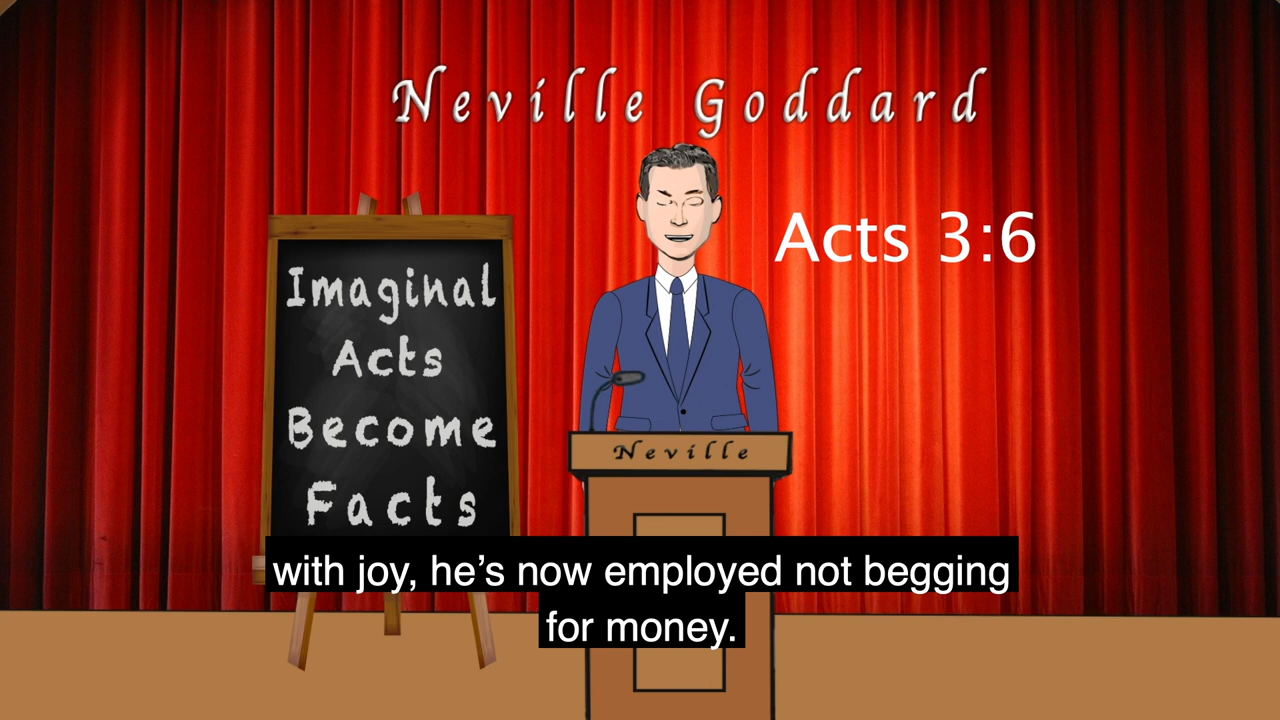 Neville Goddard
Acts 3:6
Imaginal
Acts
Become
Facts
Neville
with joy, he’s now employed not begging
for money.